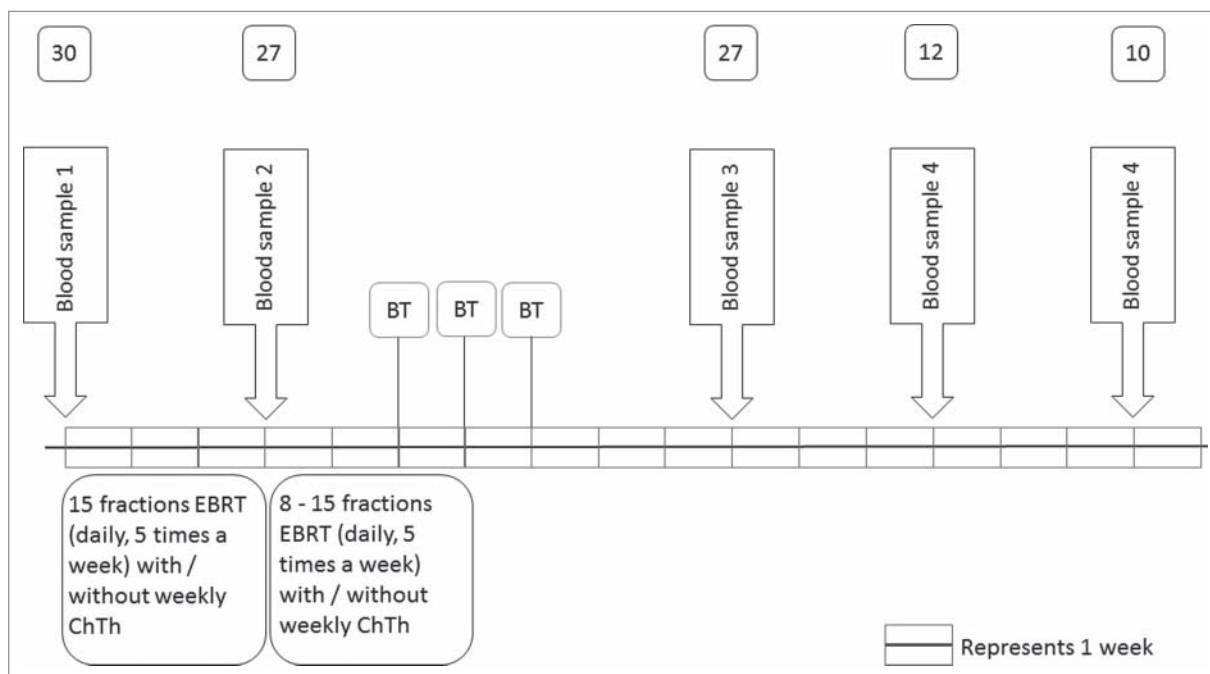 30
27
27
12
10
Blood sample 1
Blood sample 2
Blood sample 3
Blood sample 4
Blood sample 4
BT
BT
BT
15 fractions EBRT
(daily, 5 times a
week) with /
without weekly
ChTh
8 - 15 fractions
EBRT (daily, 5
times a week)
with / without
weekly ChTh
Represents 1 week